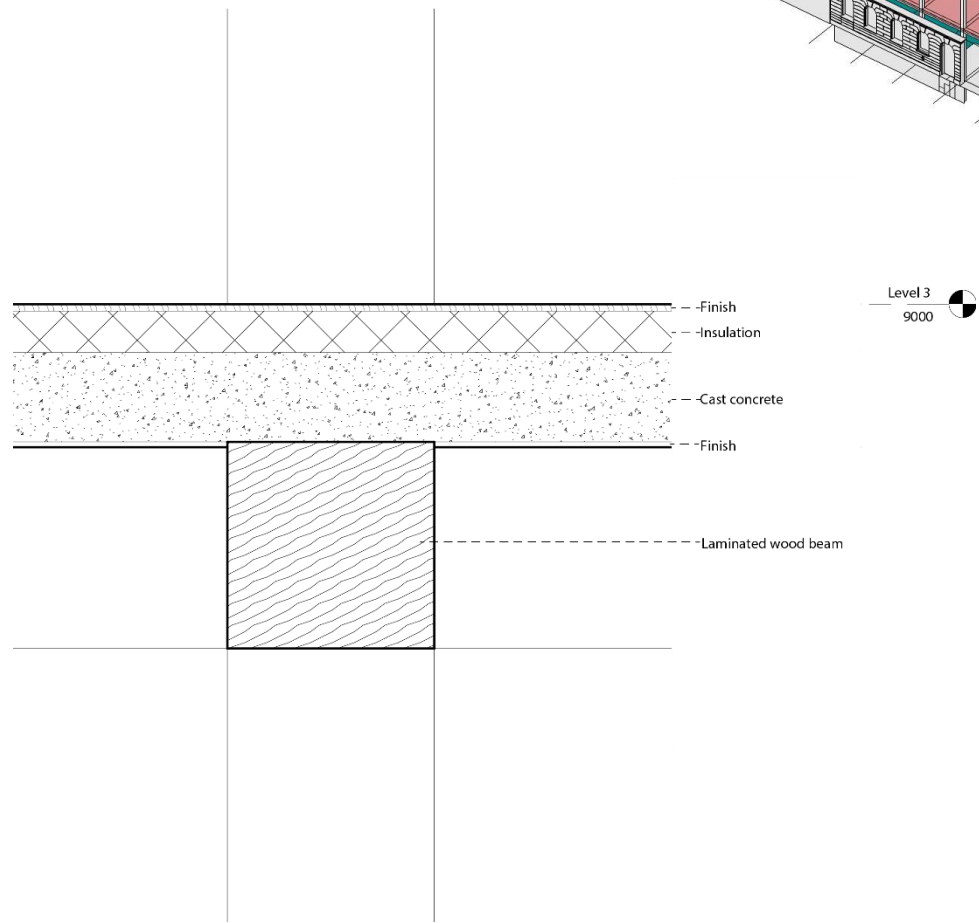 Level 3
9000
Finish
Insulation
Cast concrete
Finish
Laminated wood beam